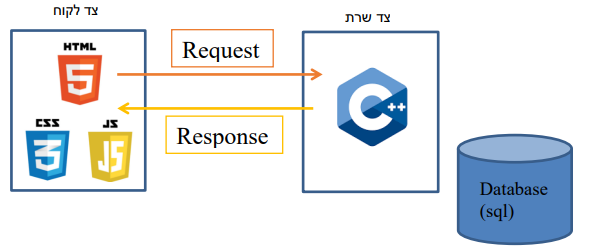 צד לקוח
צד שרת
HTML
5
Request
C++
CSS
3
JS
JS
Response
Database
(sql)